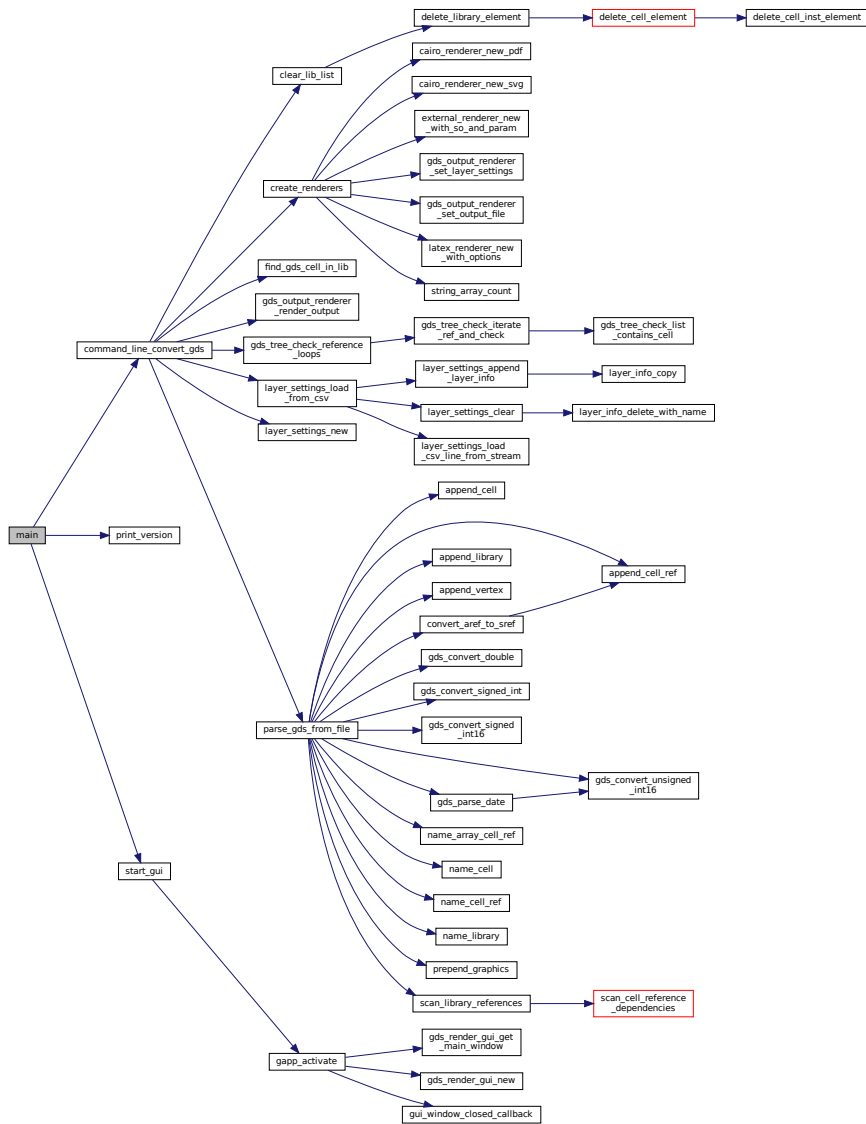 delete_library_element
delete_cell_element
delete_cell_inst_element
cairo_renderer_new_pdf
clear_lib_list
cairo_renderer_new_svg
external_renderer_new
_with_so_and_param
gds_output_renderer
_set_layer_settings
create_renderers
gds_output_renderer
_set_output_file
latex_renderer_new
_with_options
find_gds_cell_in_lib
string_array_count
gds_output_renderer
_render_output
gds_tree_check_iterate
_ref_and_check
gds_tree_check_list
_contains_cell
command_line_convert_gds
gds_tree_check_reference
_loops
layer_settings_append
_layer_info
layer_info_copy
layer_settings_load
_from_csv
layer_settings_clear
layer_info_delete_with_name
layer_settings_new
layer_settings_load
_csv_line_from_stream
append_cell
main
print_version
append_library
append_cell_ref
append_vertex
convert_aref_to_sref
gds_convert_double
gds_convert_signed_int
parse_gds_from_file
gds_convert_signed
_int16
gds_convert_unsigned
_int16
gds_parse_date
name_array_cell_ref
start_gui
name_cell
name_cell_ref
name_library
prepend_graphics
scan_library_references
scan_cell_reference
_dependencies
gds_render_gui_get
_main_window
gapp_activate
gds_render_gui_new
gui_window_closed_callback